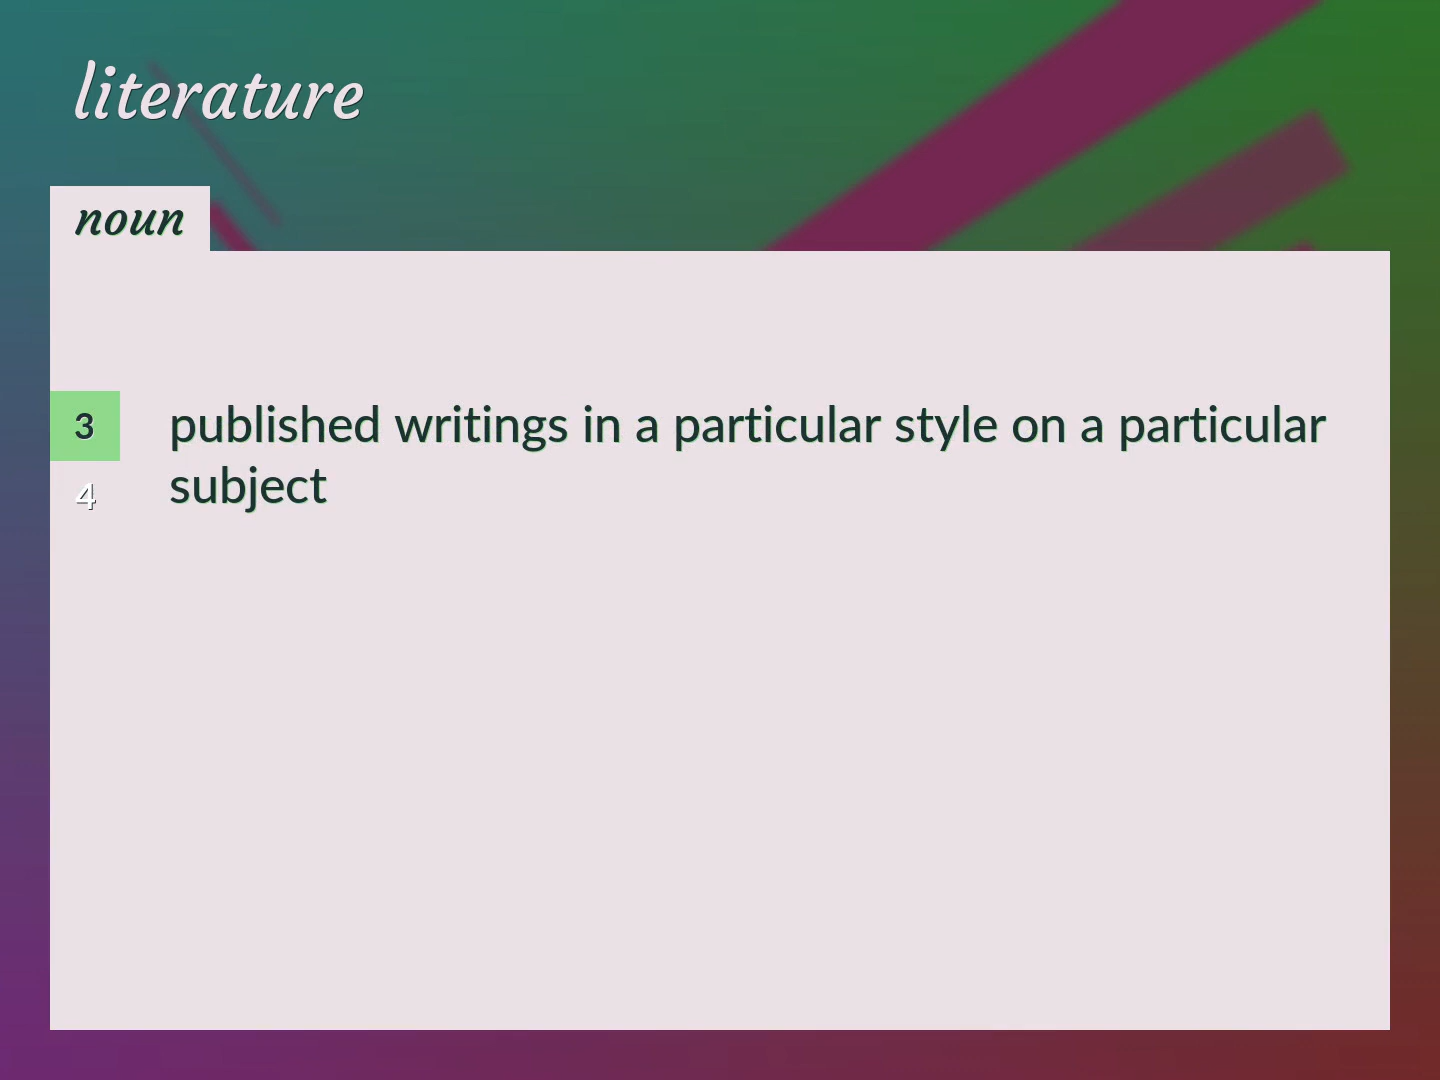 literature
noun
3 published writings in a particular style on a particular
4 subject